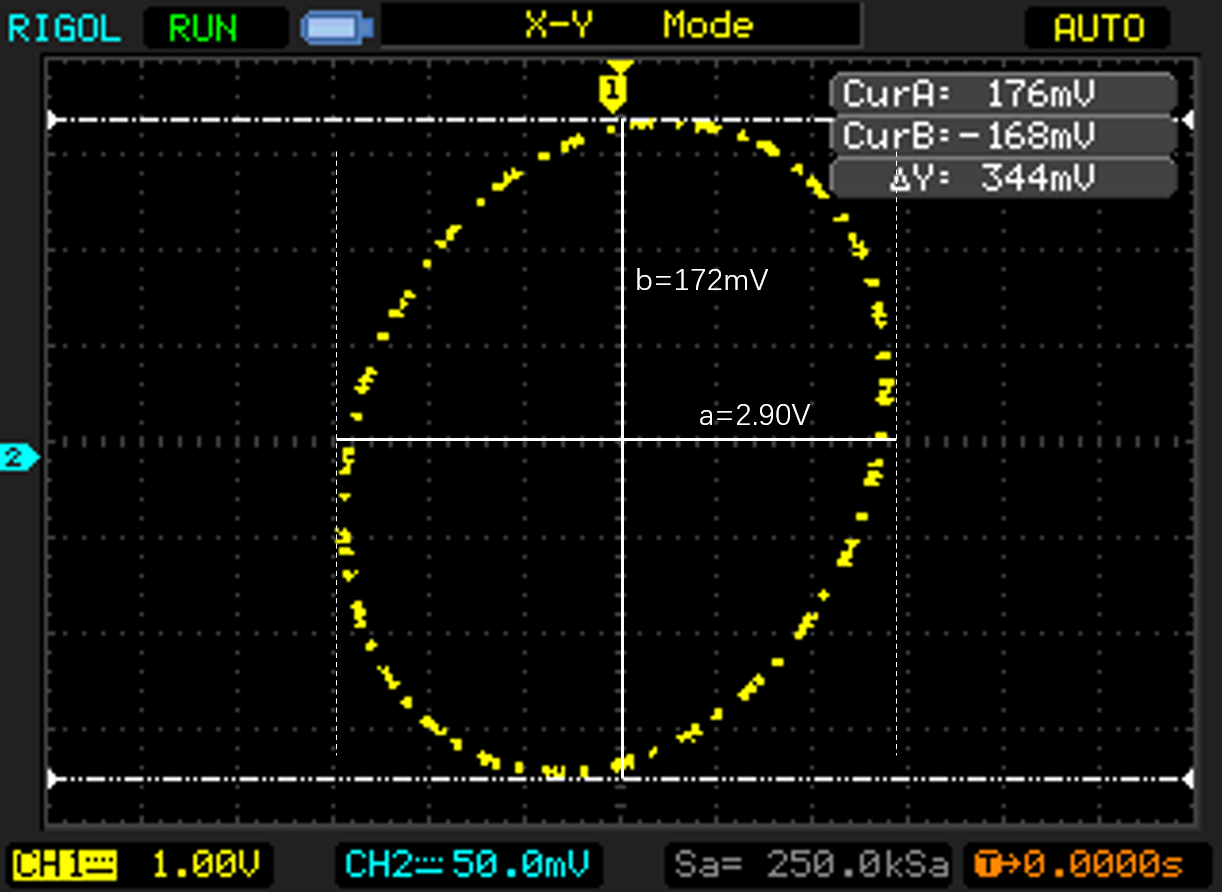 RIGOL RUN X-Y Mode AUTO
1
CurA: 176mV
CurB:-168mV
ΔY: 344mV
b=172mV
a=2.90V
2
CH1 1.00V CH2 50.0mV Sa= 250.0kSa T→0.0000s